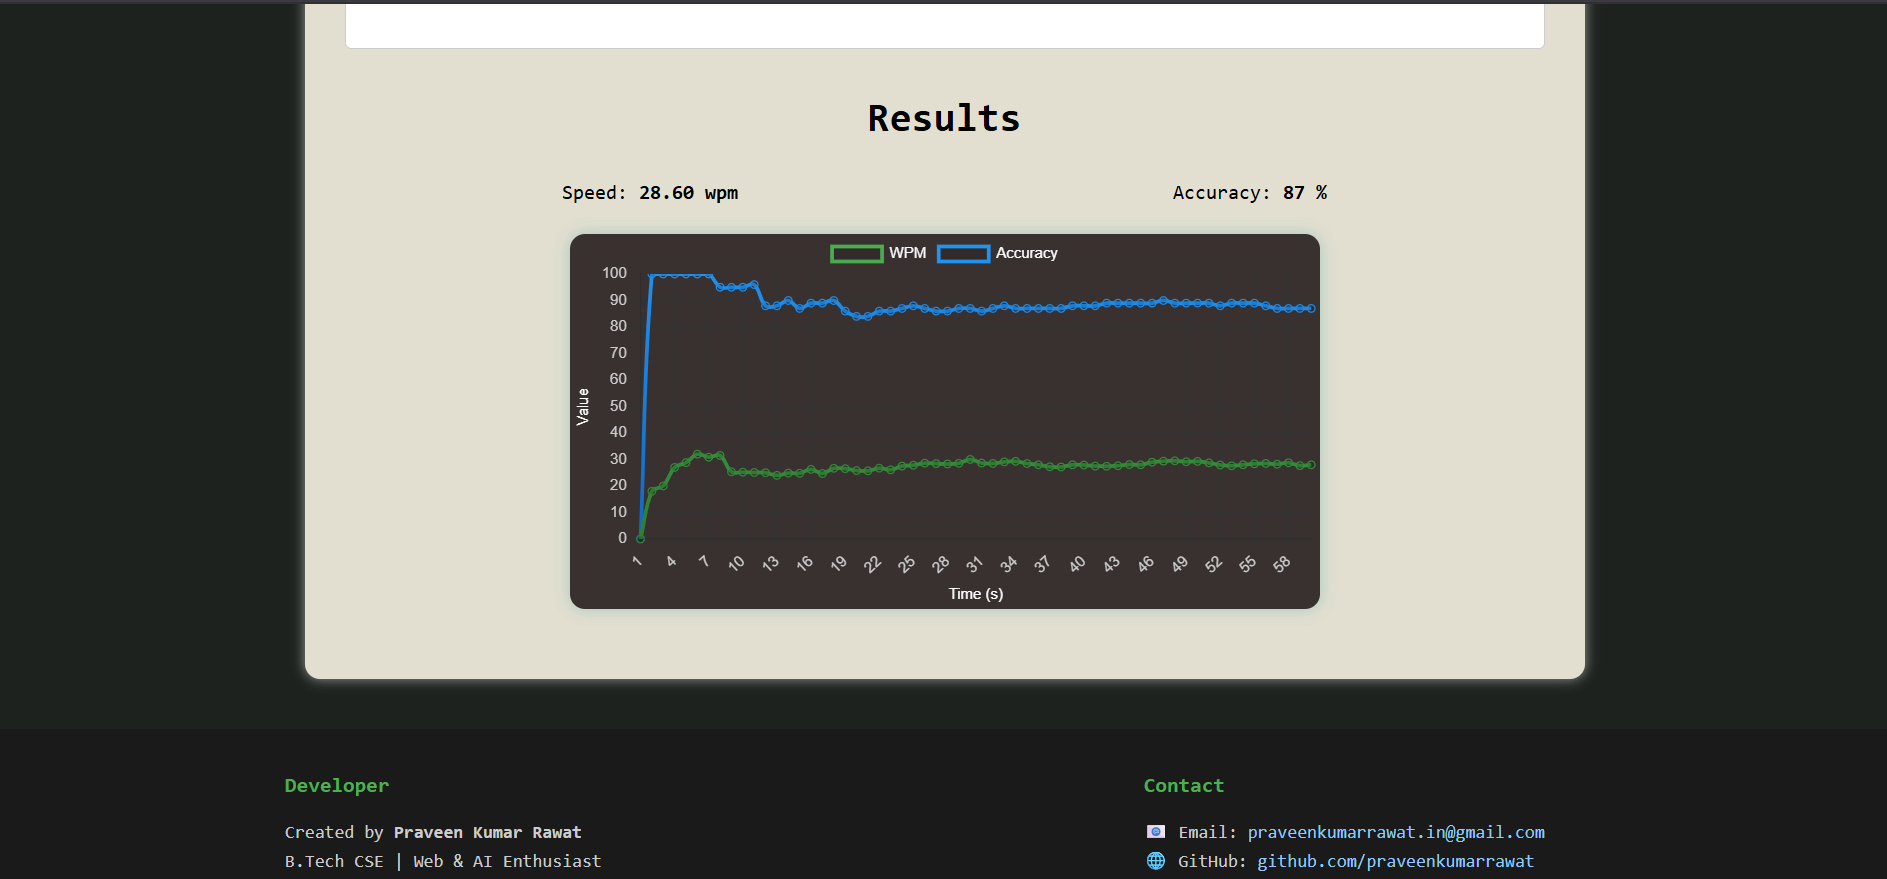 Results
Speed: 28.60 wpm
Accuracy: 87 %
WPM Accuracy
100
90
80
70
60
50
40
30
20
10
0
Value
1 4 7 10 13 16 19 22 25 28 31 34 37 40 43 46 49 52 55 58
Time (s)
Developer
Created by Praveen Kumar Rawat
B.Tech CSE | Web & AI Enthusiast
Contact
Email: praveenkumarrawat.in@gmail.com
GitHub: github.com/praveenkumarrawat